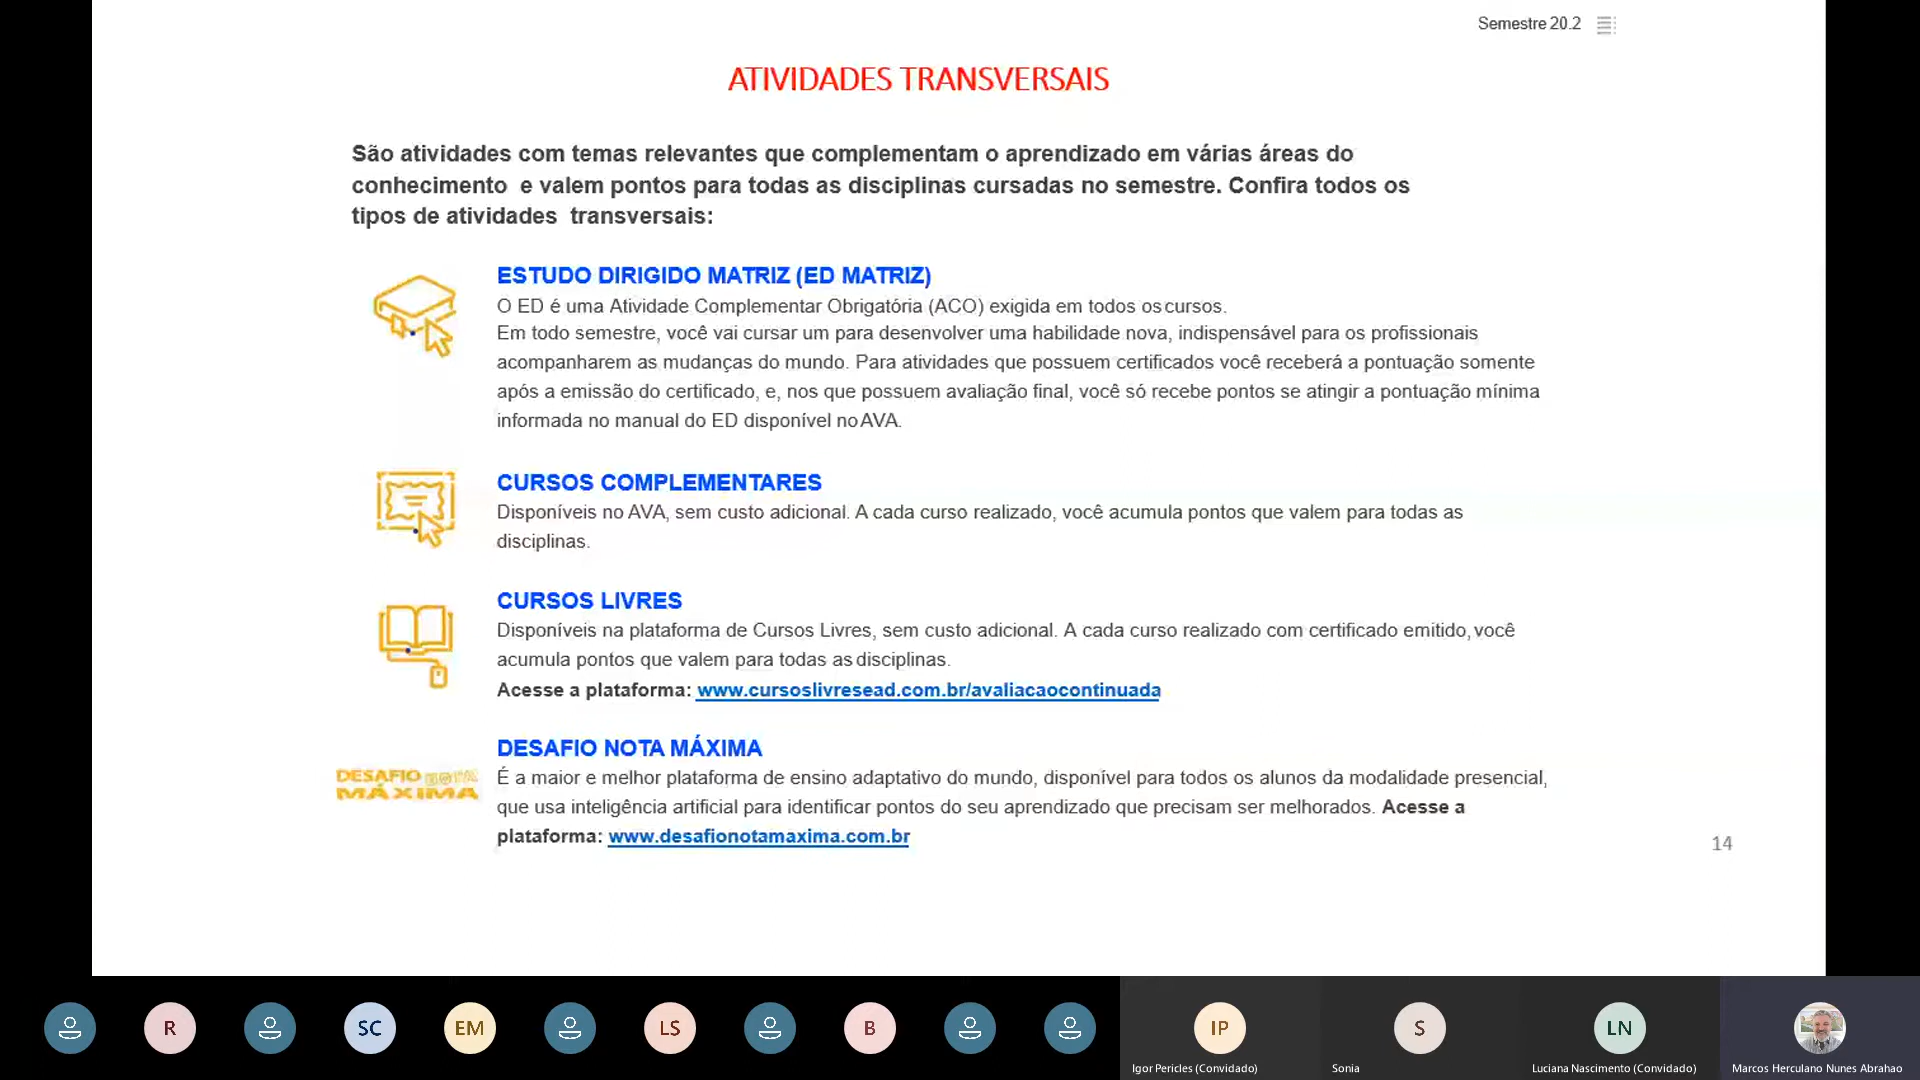 Semestre 20.2
ATIVIDADES TRANSVERSAIS
São atividades com temas relevantes que complementam o aprendizado em várias áreas do
conhecimento e valem pontos para todas as disciplinas cursadas no semestre. Confira todos os
tipos de atividades transversais:
ESTUDO DIRIGIDO MATRIZ (ED MATRIZ)
O ED é uma Atividade Complementar Obrigatória (ACO) exigida em todos os cursos.
Em todo semestre, você vai cursar um para desenvolver uma habilidade nova, indispensável para os profissionais
acompanharem as mudanças do mundo. Para atividades que possuem certificados você receberá a pontuação somente
após a emissão do certificado, e, nos que possuem avaliação final, você só recebe pontos se atingir a pontuação mínima
informada no manual do ED disponível no AVA.
CURSOS COMPLEMENTARES
Disponíveis no AVA, sem custo adicional. A cada curso realizado, você acumula pontos que valem para todas as
disciplinas.
CURSOS LIVRES
Disponíveis na plataforma de Cursos Livres, sem custo adicional. A cada curso realizado com certificado emitido, você
acumula pontos que valem para todas as disciplinas.
Acesse a plataforma: www.cursoslivresead.com.br/avaliacaocontinuada
DESAFIO NOTA MÁXIMA
DESAFIO NOTA
MÁXIMA
É a maior e melhor plataforma de ensino adaptativo do mundo, disponível para todos os alunos da modalidade presencial,
que usa inteligência artificial para identificar pontos do seu aprendizado que precisam ser melhorados. Acesse a
plataforma: www.desafionotamaxima.com.br
14
R
SC
EM
LS
B
IP
S
LN
Igor Pericles (Convidado)
Sonia
Luciana Nascimento (Convidado)
Marcos Herculano Nunes Abrahao